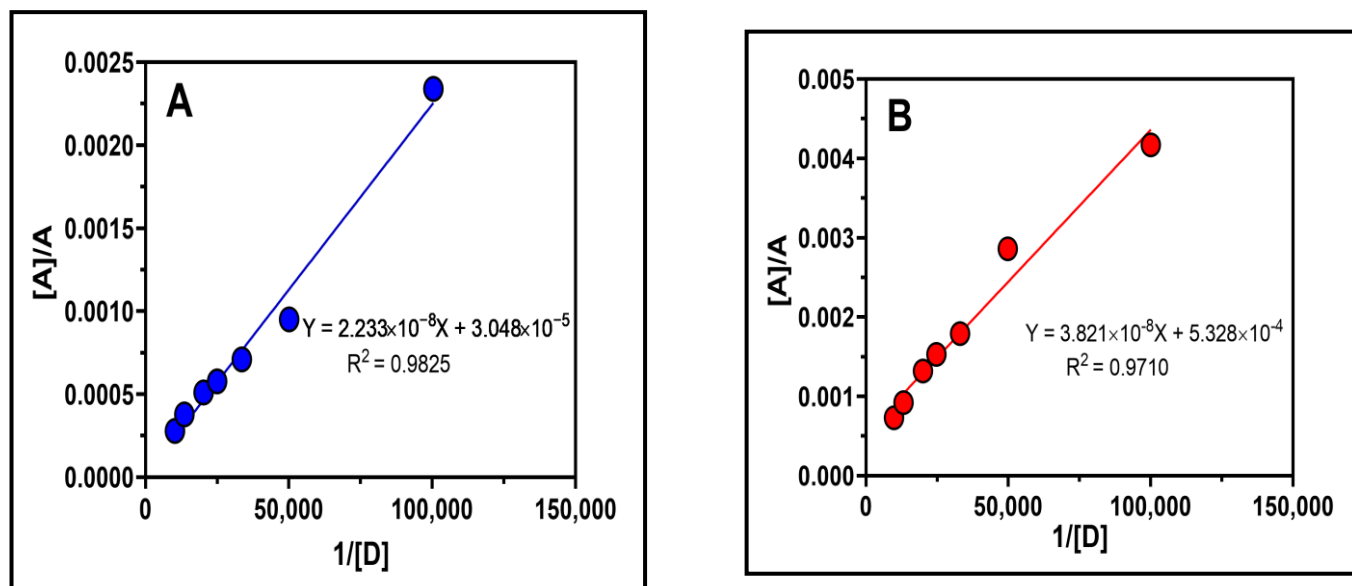 A
0.0025
0.0020
0.0015
0.0010
0.0005
0.0000
[A]/A
Y = 2.233×10⁻⁸X + 3.048×10⁻⁵
R² = 0.9825
0 50,000 100,000 150,000
1/[D]
B
0.005
0.004
0.003
0.002
0.001
0.000
[A]/A
Y = 3.821×10⁻⁸X + 5.328×10⁻⁴
R² = 0.9710
0 50,000 100,000 150,000
1/[D]